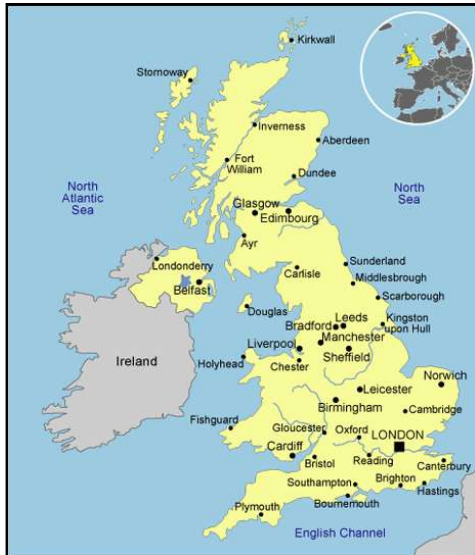 Kirkwall
Stornoway
Inverness
Aberdeen
Fort
William
Dundee
North
Atlantic
Sea
North
Sea
Glasgow
Edimbourg
Ayr
Londonderry
Belfast
Carlisle
Sunderland
Middlesbrough
Scarborough
Douglas
Bradford
Leeds
Kingston
upon Hull
Liverpool
Manchester
Sheffield
Holyhead
Chester
Ireland
Leicester
Norwich
Birmingham
Cambridge
Fishguard
Gloucester
Oxford
LONDON
Cardiff
Bristol
Reading
Canterbury
Southampton
Brighton
Hastings
Bournemouth
Plymouth
English Channel